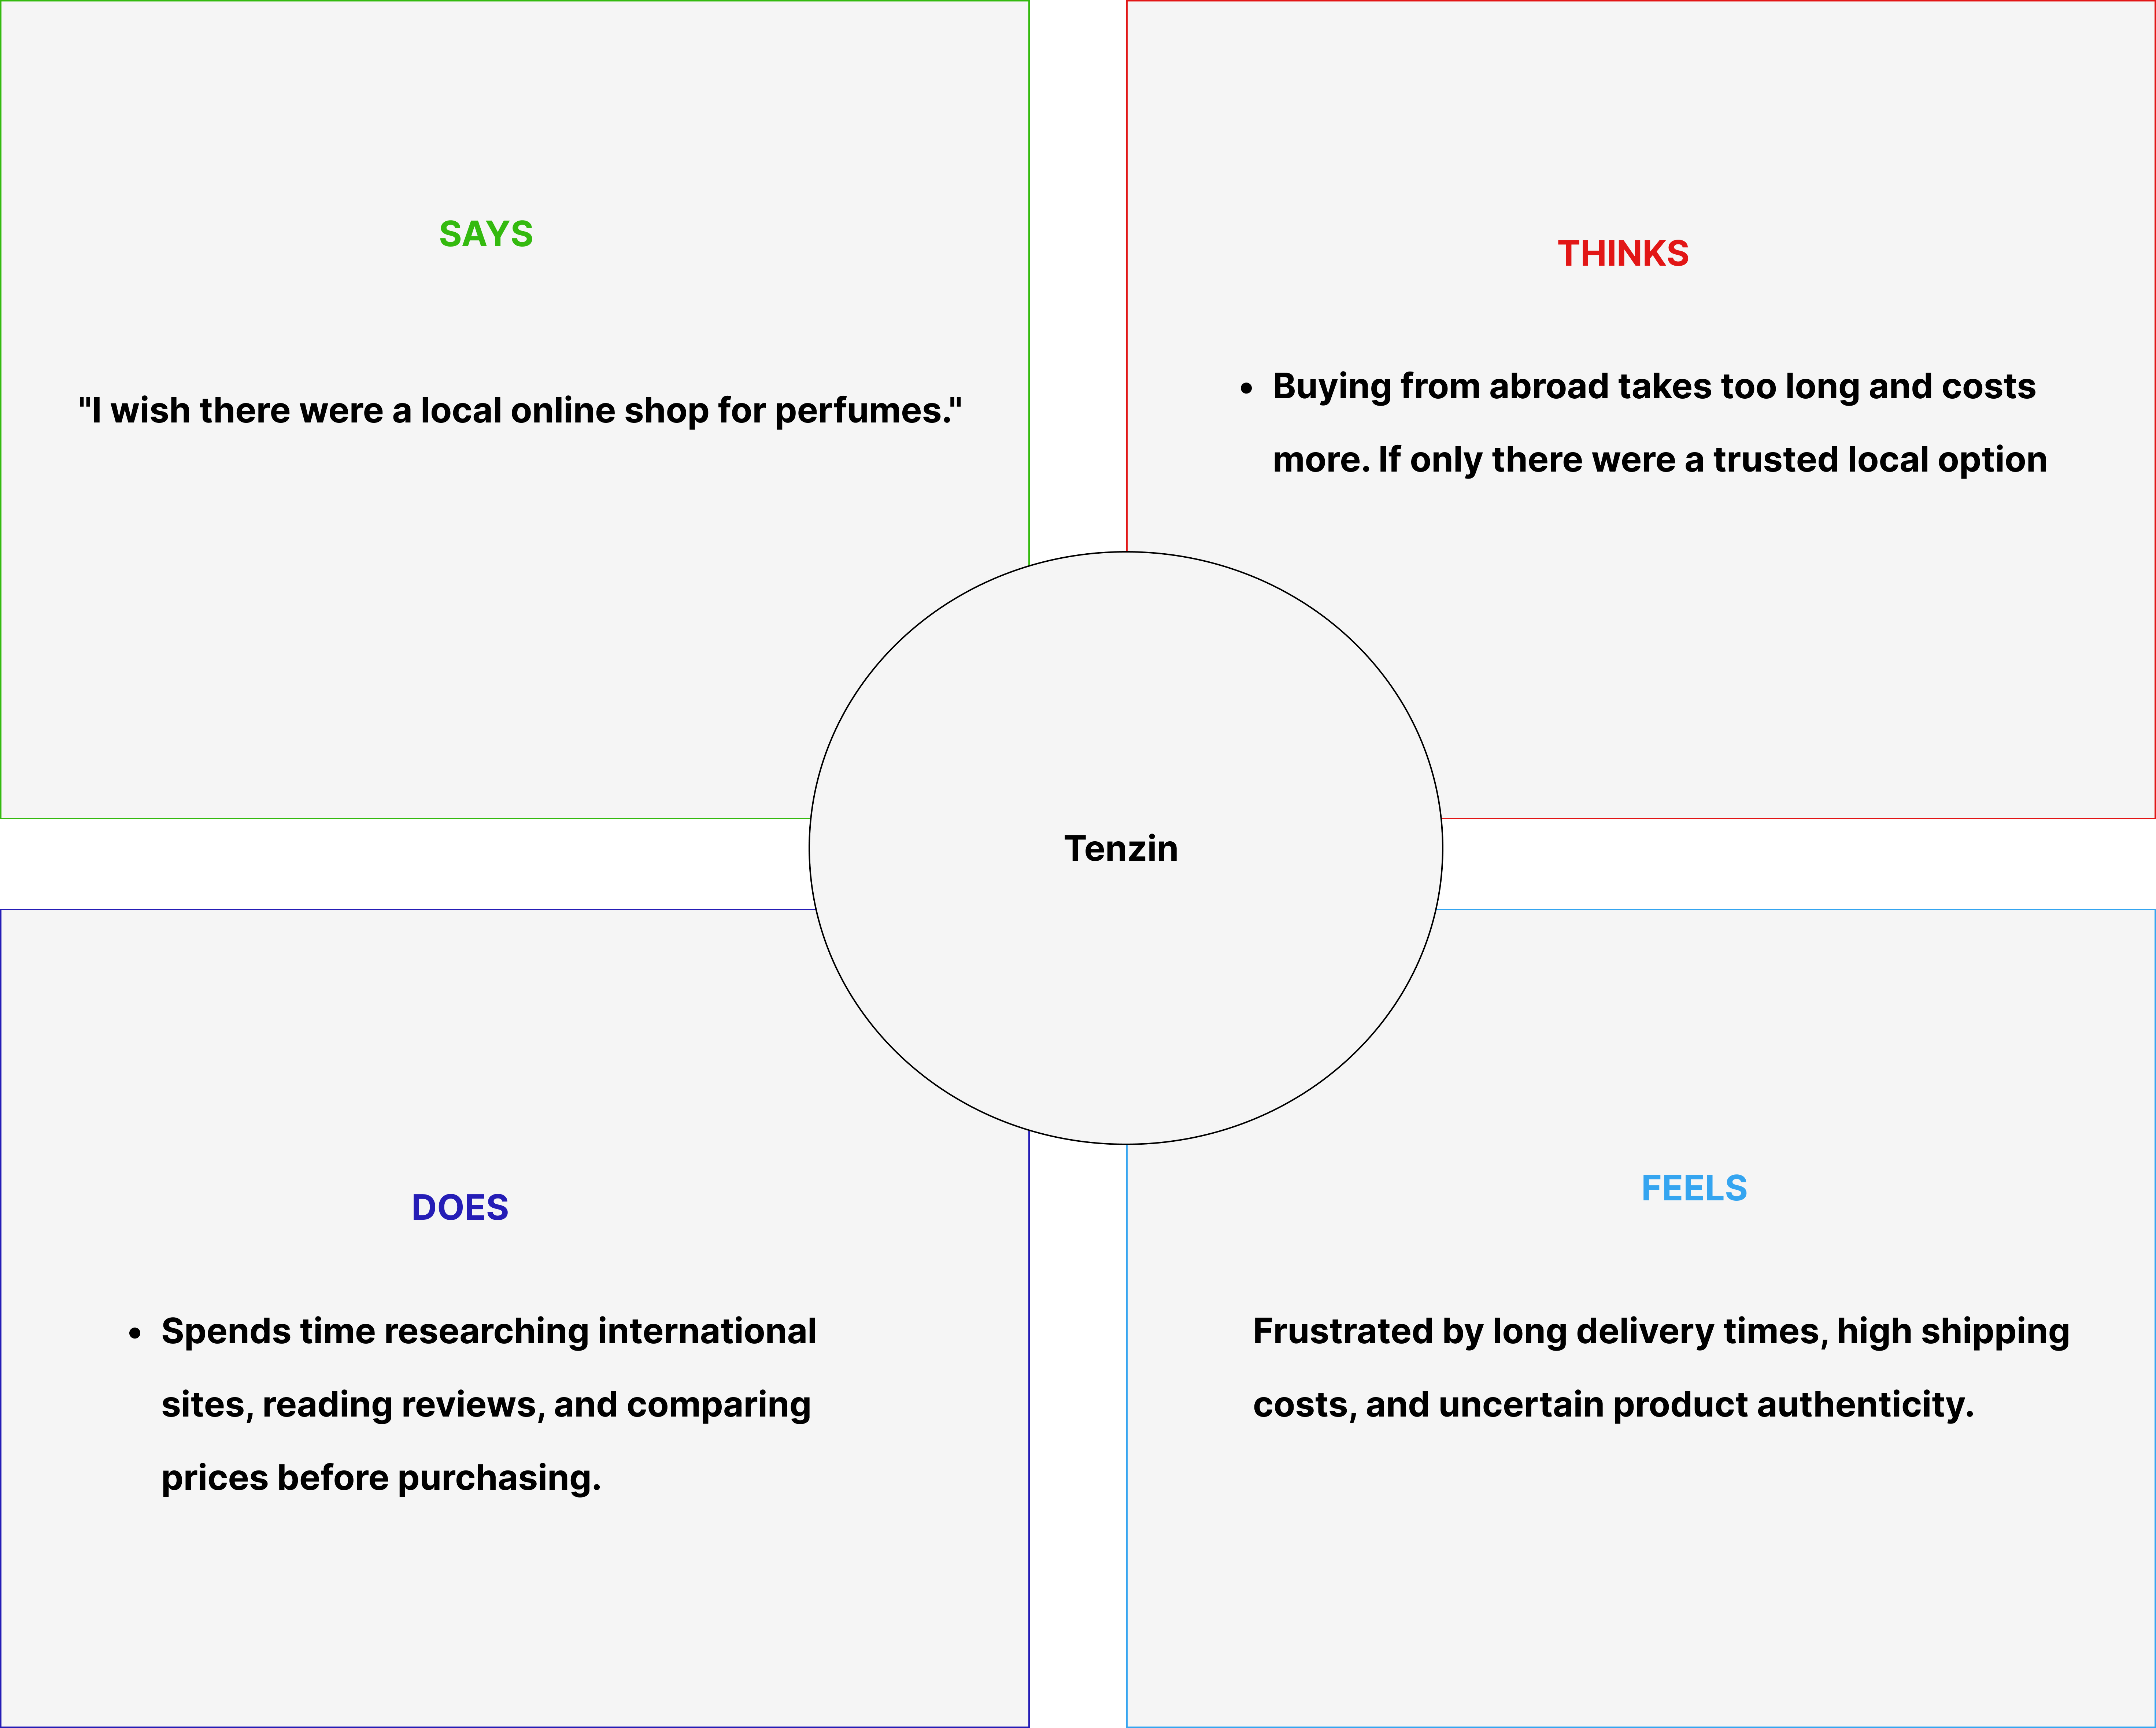 SAYS
"I wish there were a local online shop for perfumes."
THINKS
• Buying from abroad takes too long and costs
more. If only there were a trusted local option
Tenzin
DOES
• Spends time researching international
sites, reading reviews, and comparing
prices before purchasing.
FEELS
Frustrated by long delivery times, high shipping
costs, and uncertain product authenticity.